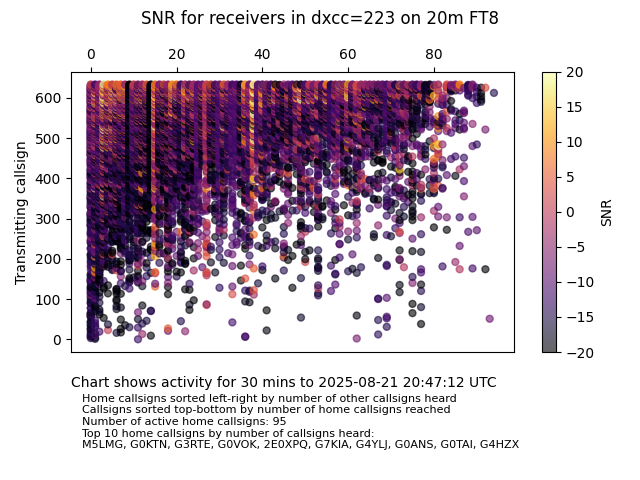 SNR for receivers in dxcc=223 on 20m FT8
0 20 40 60 80
600
500
400
300
200
100
0
Transmitting callsign
20
15
10
5
0
−5
−10
−15
−20
SNR
Chart shows activity for 30 mins to 2025-08-21 20:47:12 UTC
Home callsigns sorted left-right by number of other callsigns heard
Callsigns sorted top-bottom by number of home callsigns reached
Number of active home callsigns: 95
Top 10 home callsigns by number of callsigns heard:
M5LMG, G0KTN, G3RTE, G0VOK, 2E0XPQ, G7KIA, G4YLJ, G0ANS, G0TAI, G4HZX